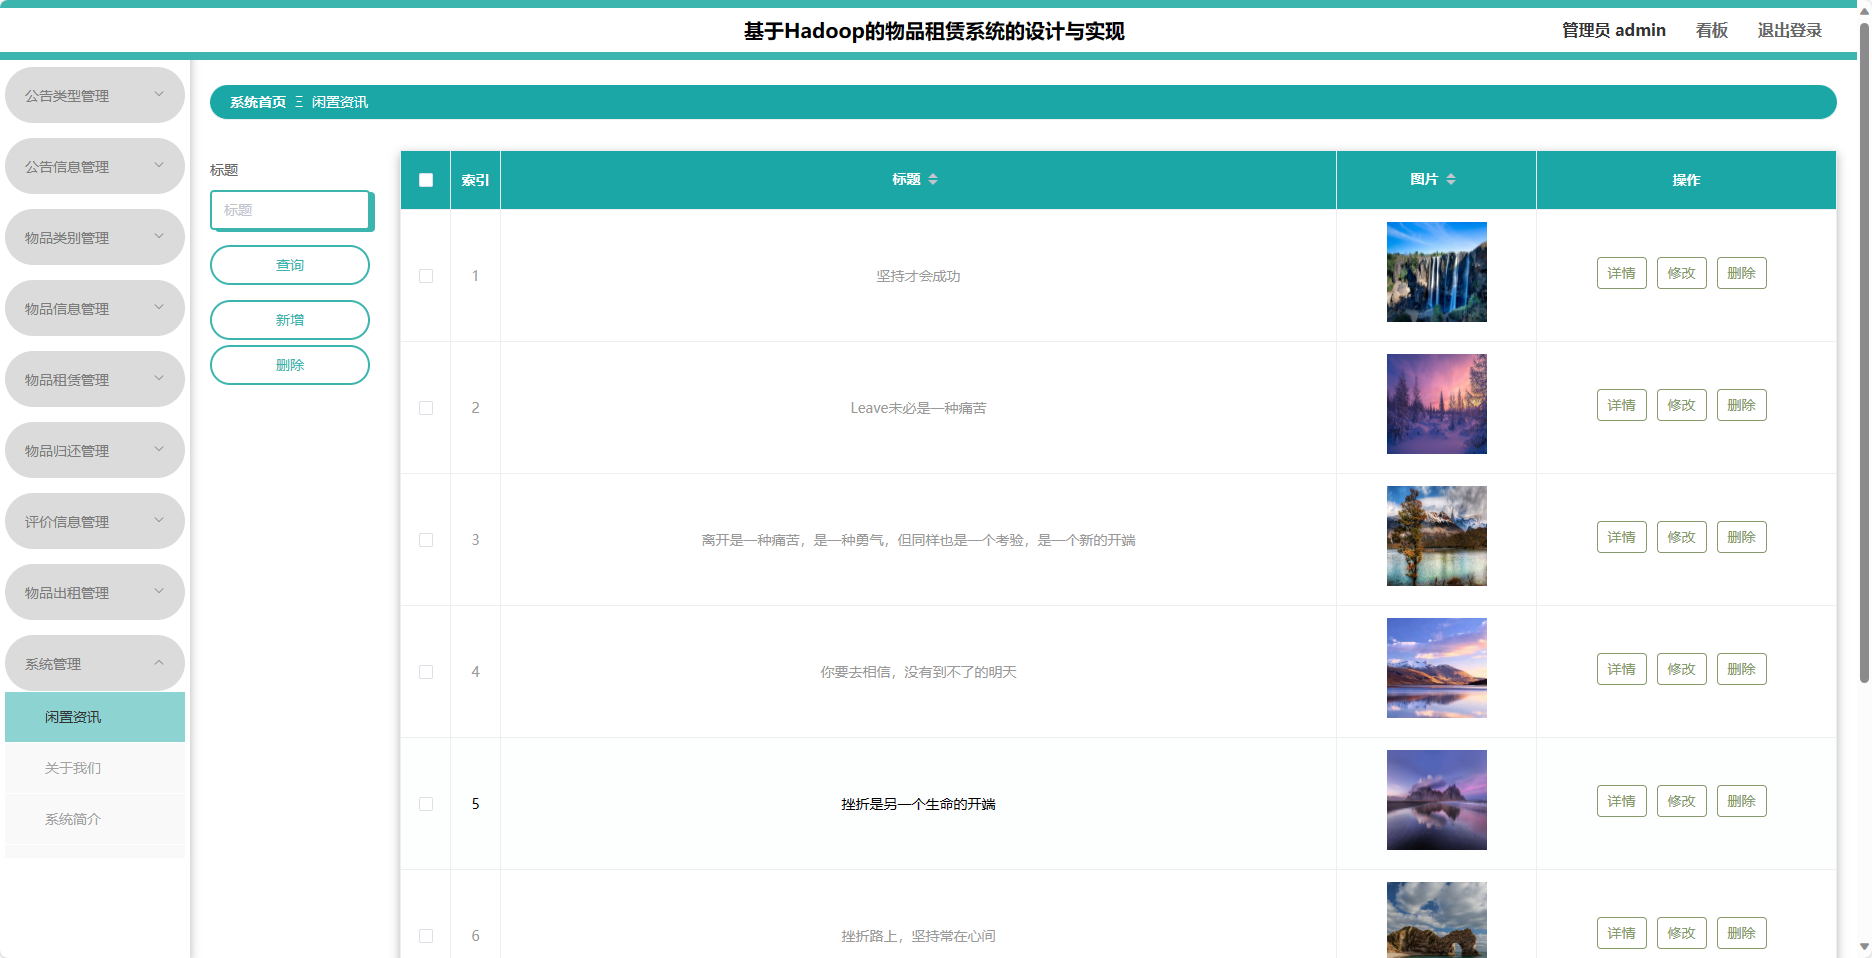 基于Hadoop的物品租赁系统的设计与实现
管理员 admin 看板 退出登录
公告类型管理
公告信息管理
物品类别管理
物品信息管理
物品租赁管理
物品归还管理
评价信息管理
物品出租管理
系统管理
闲置资讯
关于我们
系统简介
系统首页 Ξ 闲置资讯
标题
标题
查询
新增
删除
索引 标题 图片 操作
1 坚持才会成功 详情 修改 删除
2 Leave未必是一种痛苦 详情 修改 删除
3 离开是一种痛苦，是一种勇气，但同样也是一个考验，是一个新的开端 详情 修改 删除
4 你要去相信，没有到不了的明天 详情 修改 删除
5 挫折是另一个生命的开端 详情 修改 删除
6 挫折路上，坚持常在心间 详情 修改 删除